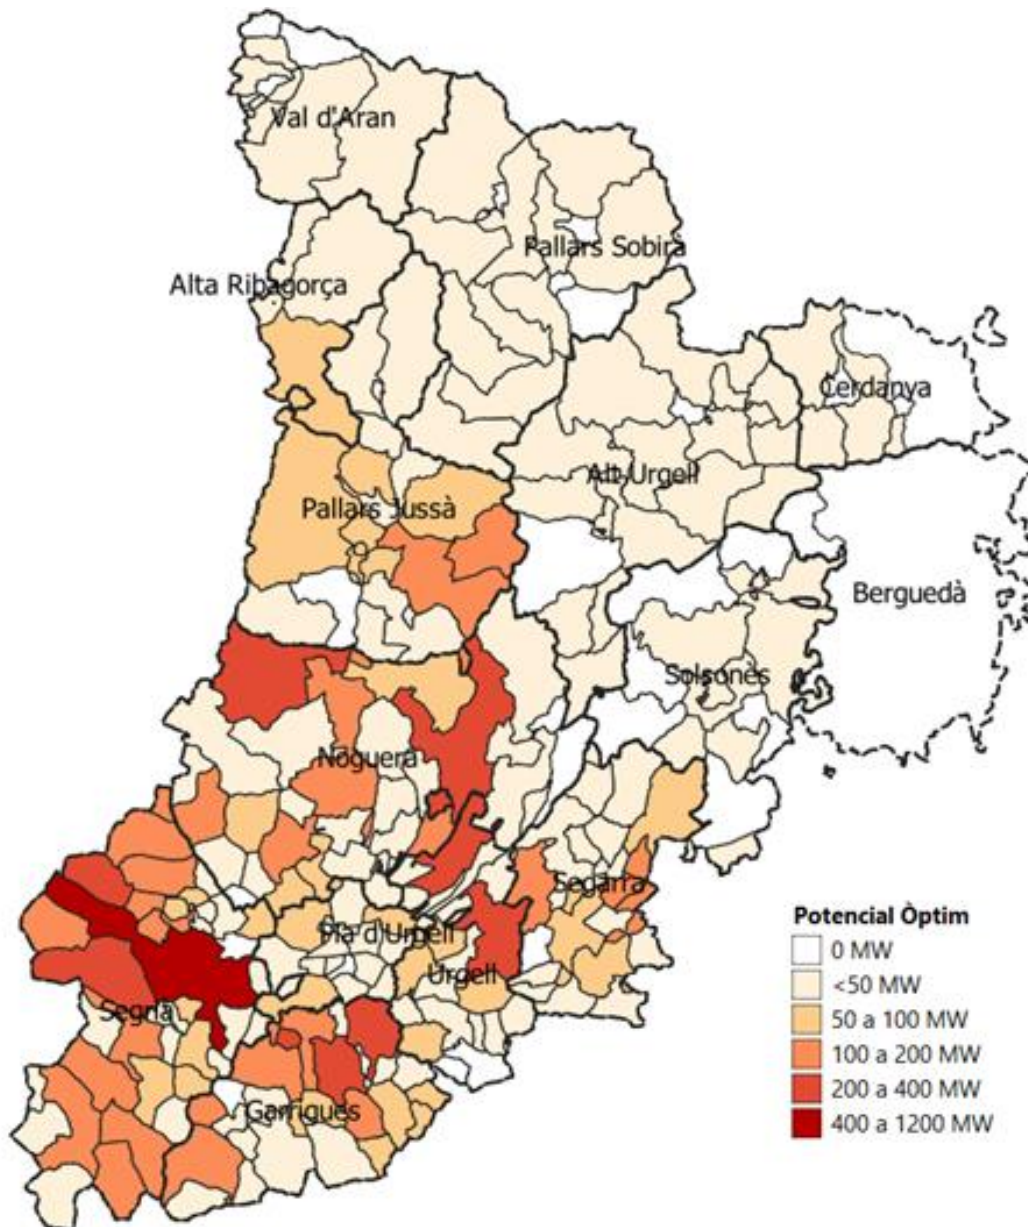 Val d'Aran
Pallars Sobirà
Alta Ribagorça
Cerdanya
Alt Urgell
Pallars Jussà
Berguedà
Solsonès
Noguera
Segarra
Pla d'Urgell
Urgell
Segrià
Garrigues
Potencial Òptim
0 MW
<50 MW
50 a 100 MW
100 a 200 MW
200 a 400 MW
400 a 1200 MW